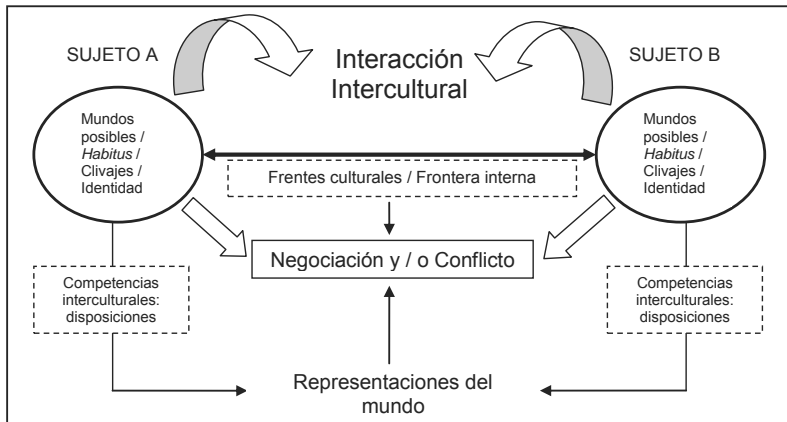 SUJETO A
Interacción
Intercultural
SUJETO B
Mundos
posibles /
Habitus /
Clivajes /
Identidad
Mundos
posibles /
Habitus /
Clivajes /
Identidad
Frentes culturales / Frontera interna
Negociación y / o Conflicto
Competencias
interculturales:
disposiciones
Competencias
interculturales:
disposiciones
Representaciones del
mundo